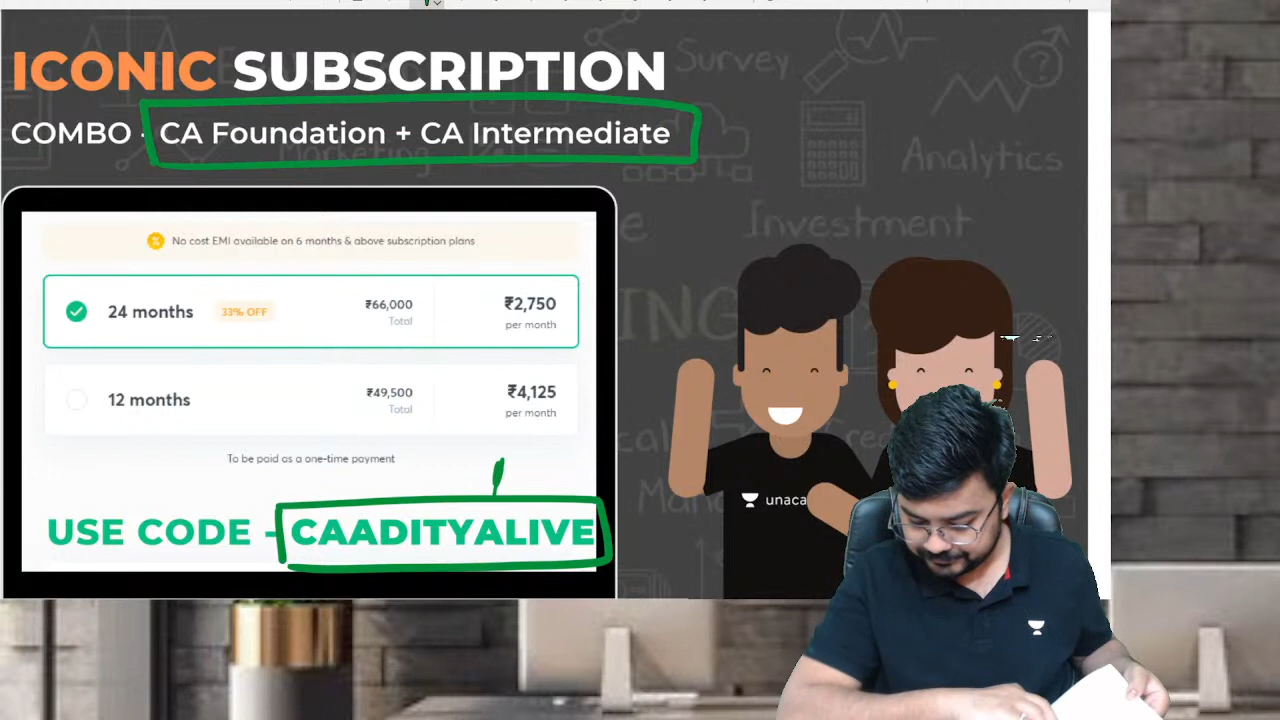 ICONIC SUBSCRIPTION
COMBO - CA Foundation + CA Intermediate
Survey
Marketing
Analytics
Investment
No cost EMI available on 6 months & above subscription plans
24 months 33% OFF ₹66,000 Total ₹2,750 per month
12 months ₹49,500 Total ₹4,125 per month
To be paid as a one-time payment
USE CODE - CAADITYALIVE
unaca